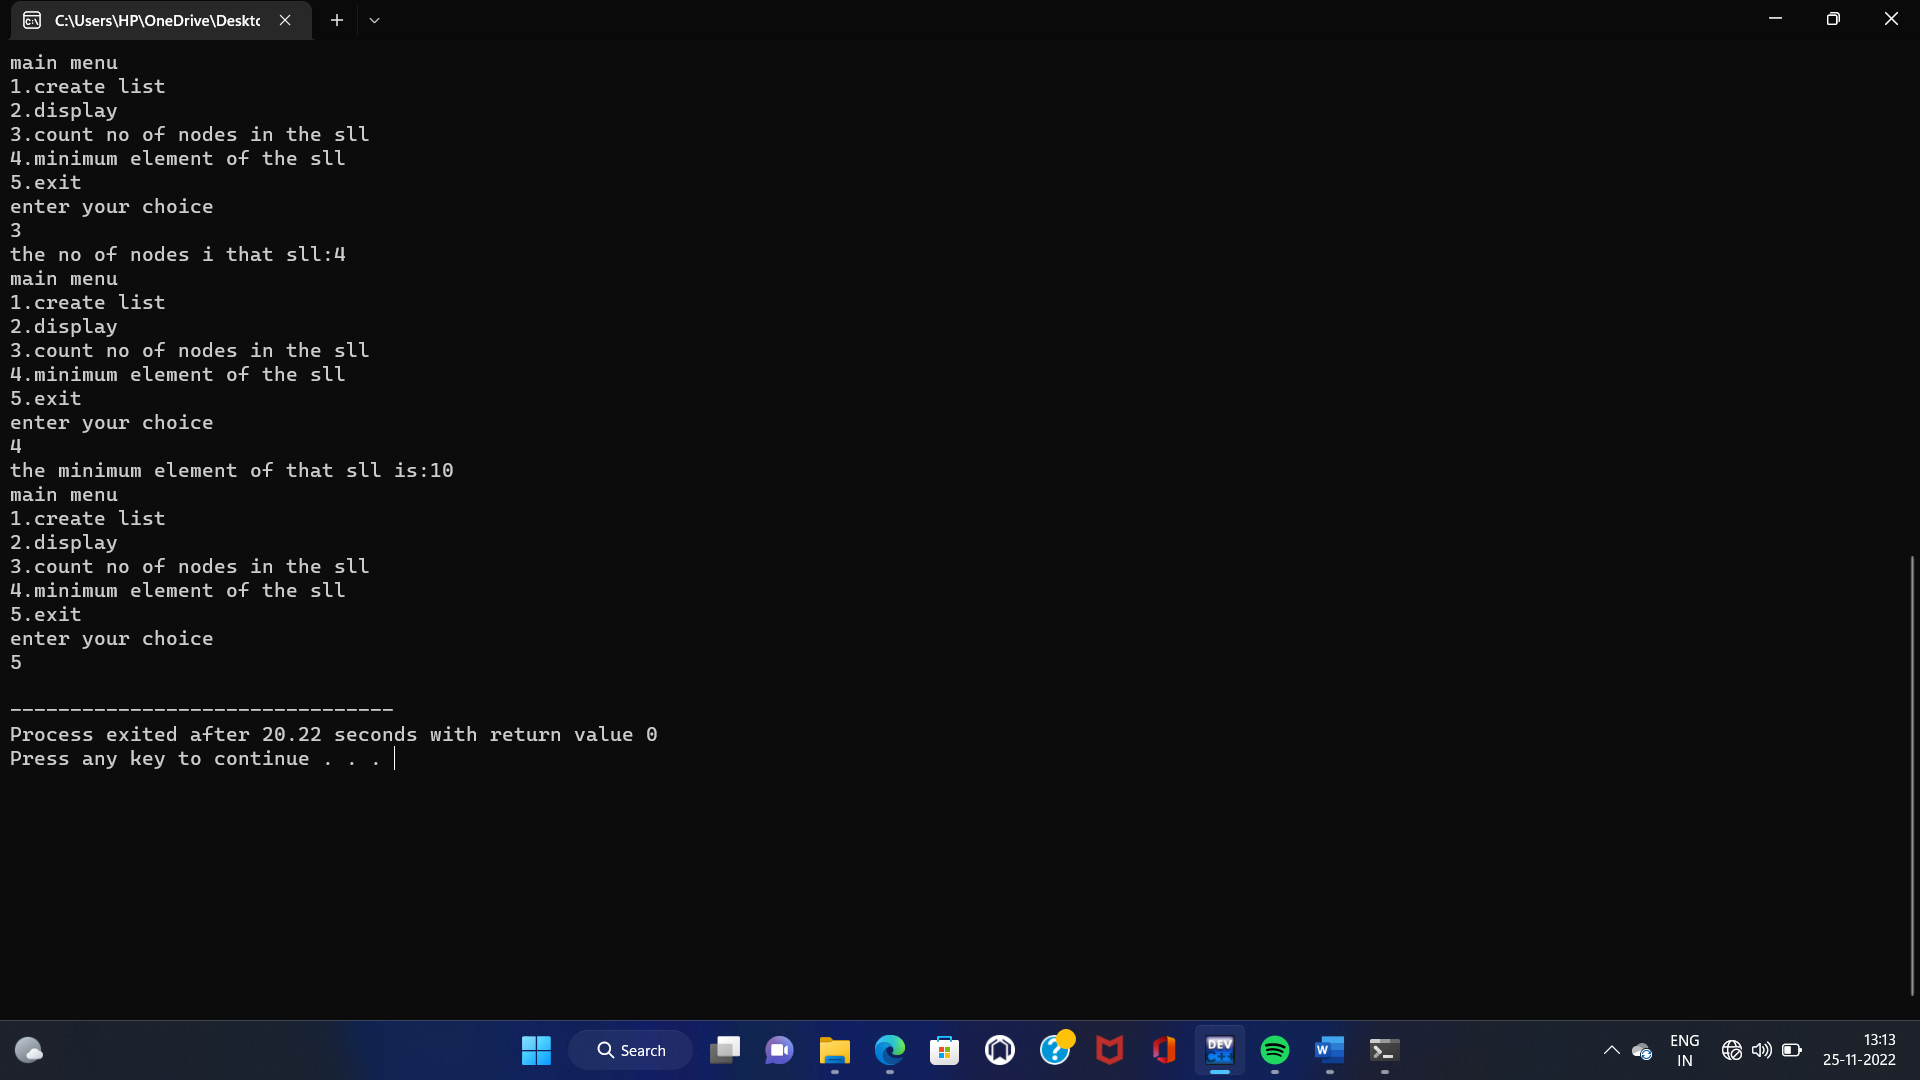 C:\Users\HP\OneDrive\Deskto
main menu
1.create list
2.display
3.count no of nodes in the sll
4.minimum element of the sll
5.exit
enter your choice
3
the no of nodes i that sll:4
main menu
1.create list
2.display
3.count no of nodes in the sll
4.minimum element of the sll
5.exit
enter your choice
4
the minimum element of that sll is:10
main menu
1.create list
2.display
3.count no of nodes in the sll
4.minimum element of the sll
5.exit
enter your choice
5
--------------------------------
Process exited after 20.22 seconds with return value 0
Press any key to continue . . .
Search
DEV
C++
W
ENG
IN
13:13
25-11-2022